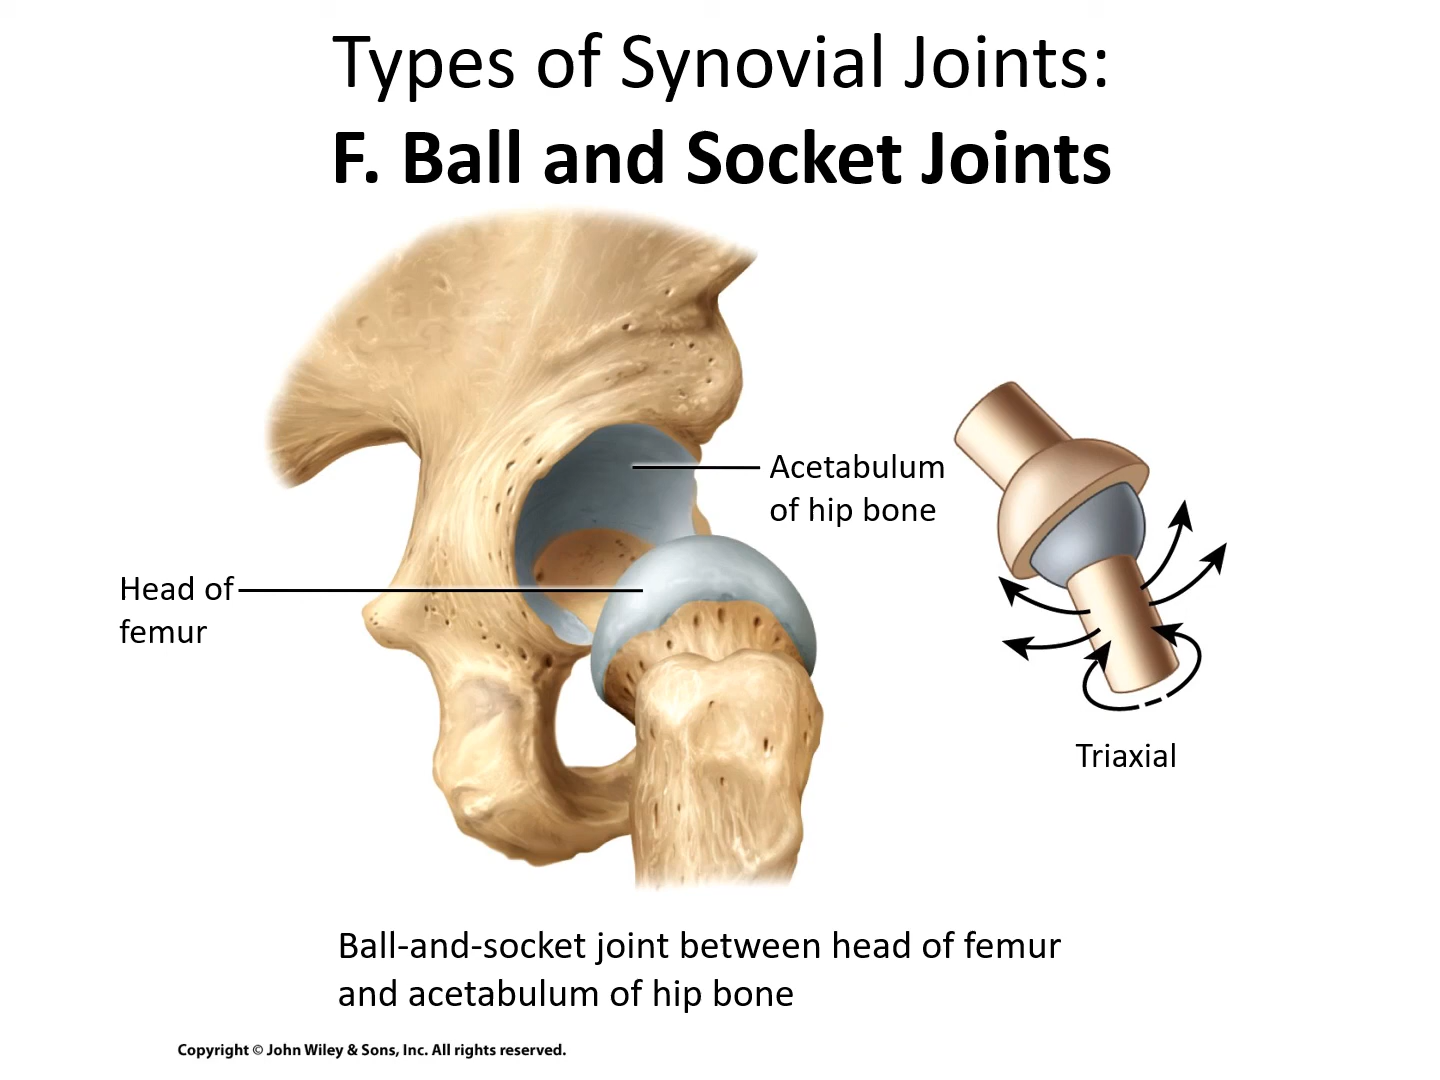 Types of Synovial Joints:
F. Ball and Socket Joints
Acetabulum
of hip bone
Head of
femur
Triaxial
Ball-and-socket joint between head of femur
and acetabulum of hip bone
Copyright © John Wiley & Sons, Inc. All rights reserved.